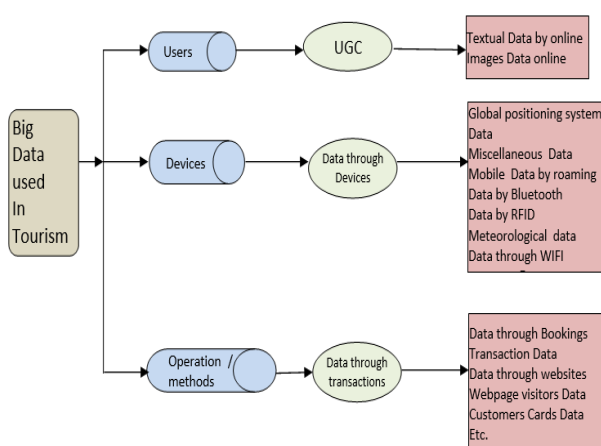 Big
Data
used
In
Tourism
Users
UGC
Textual Data by online
Images Data online
Devices
Data through
Devices
Global positioning system
Data
Miscellaneous Data
Mobile Data by roaming
Data by Bluetooth
Data by RFID
Meteorological data
Data through WIFI
Operation /
methods
Data through
transactions
Data through Bookings
Transaction Data
Data through websites
Webpage visitors Data
Customers Cards Data
Etc.